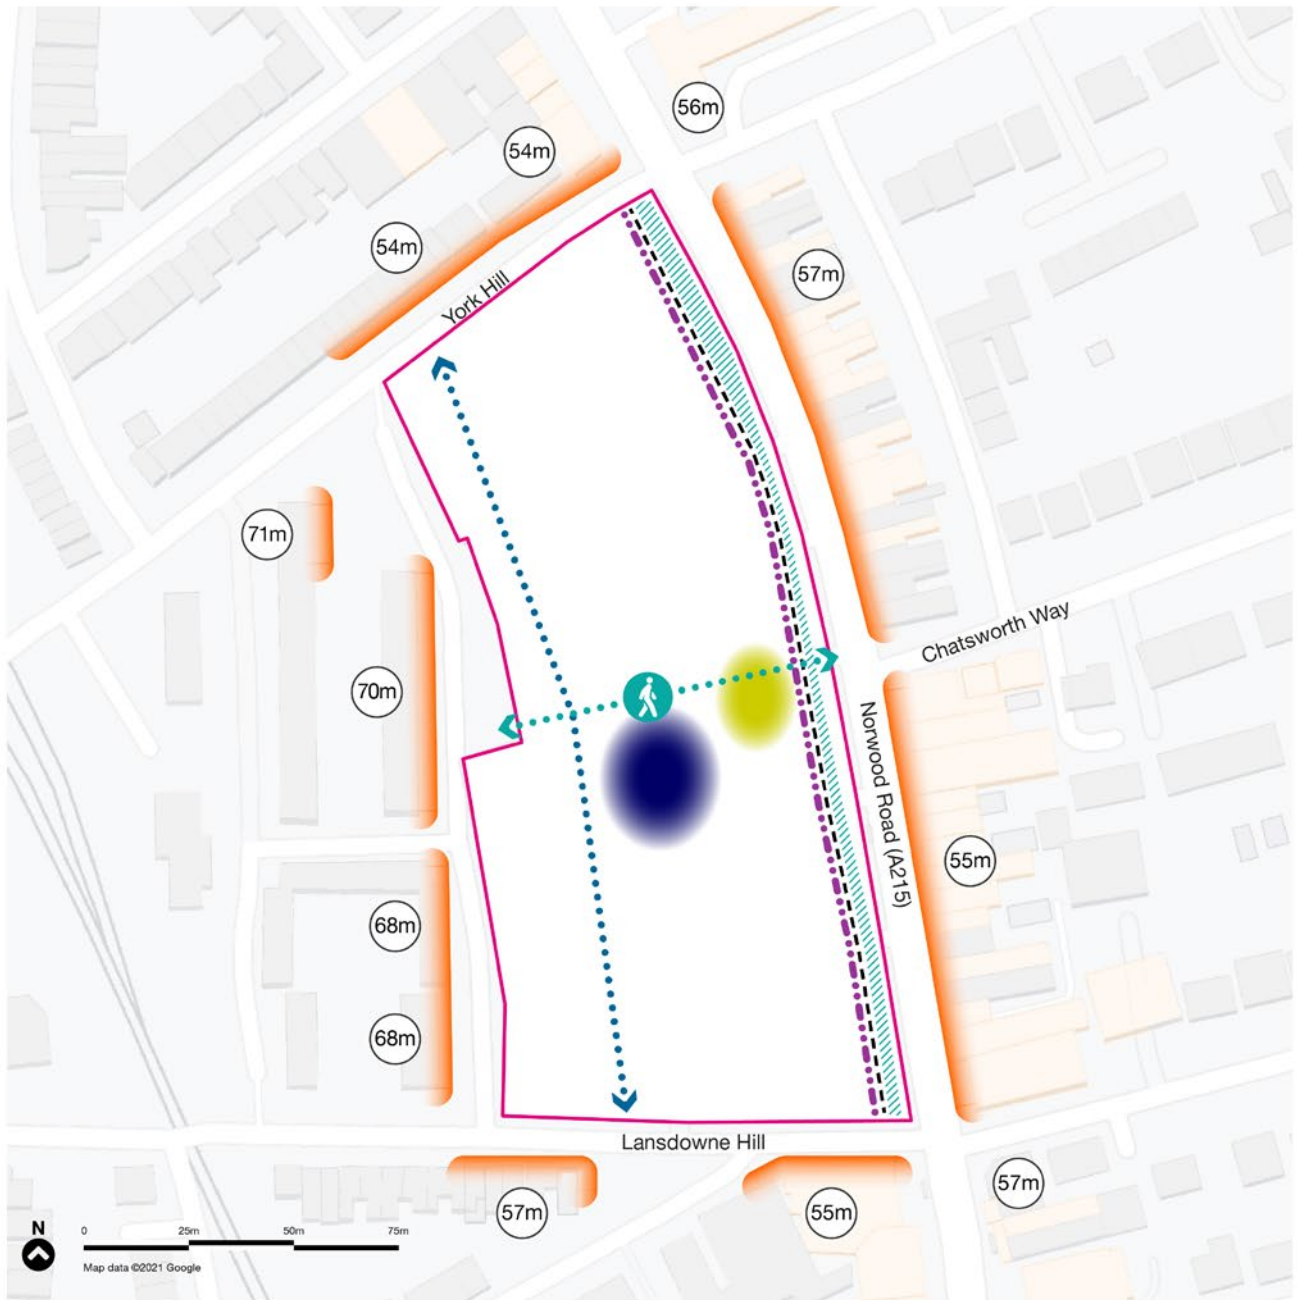 56m
54m
54m
57m
York Hill
71m
Chatsworth Way
70m
Norwood Road (A215)
55m
68m
68m
Lansdowne Hill
57m
57m
55m
N
0 25m 50m 75m
Map data ©2021 Google